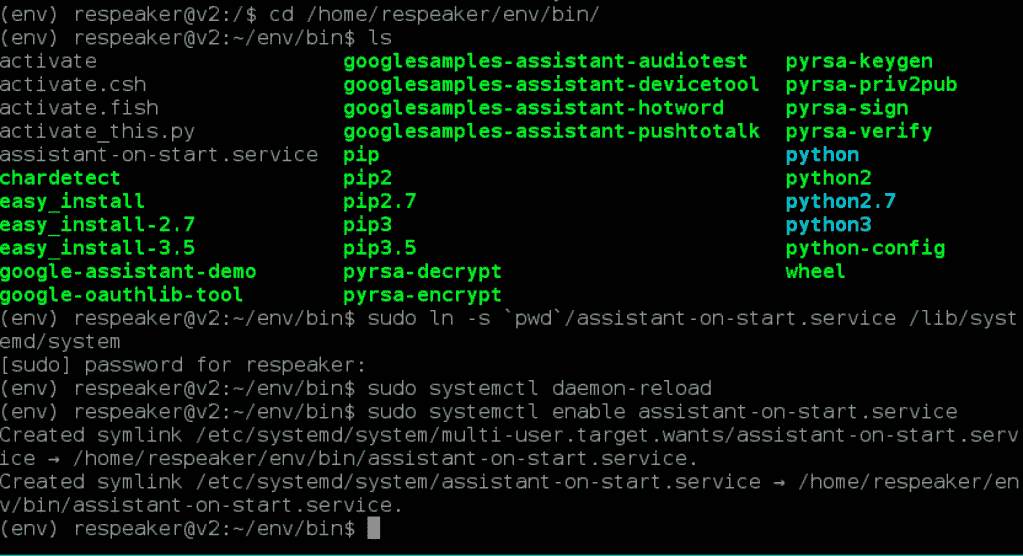 (env) respeaker@v2:/$ cd /home/respeaker/env/bin/
(env) respeaker@v2:~/env/bin$ ls
activate googlesamples-assistant-audiotest pyrsa-keygen
activate.csh googlesamples-assistant-devicetool pyrsa-priv2pub
activate.fish googlesamples-assistant-hotword pyrsa-sign
activate_this.py googlesamples-assistant-pushtotalk pyrsa-verify
assistant-on-start.service pip python
chardetect pip2 python2
easy_install pip2.7 python2.7
easy_install-2.7 pip3 python3
easy_install-3.5 pip3.5 python-config
google-assistant-demo pyrsa-decrypt wheel
google-oauthlib-tool pyrsa-encrypt
(env) respeaker@v2:~/env/bin$ sudo ln -s `pwd`/assistant-on-start.service /lib/syst
emd/system
[sudo] password for respeaker:
(env) respeaker@v2:~/env/bin$ sudo systemctl daemon-reload
(env) respeaker@v2:~/env/bin$ sudo systemctl enable assistant-on-start.service
Created symlink /etc/systemd/system/multi-user.target.wants/assistant-on-start.serv
ice → /home/respeaker/env/bin/assistant-on-start.service.
Created symlink /etc/systemd/system/assistant-on-start.service → /home/respeaker/en
v/bin/assistant-on-start.service.
(env) respeaker@v2:~/env/bin$